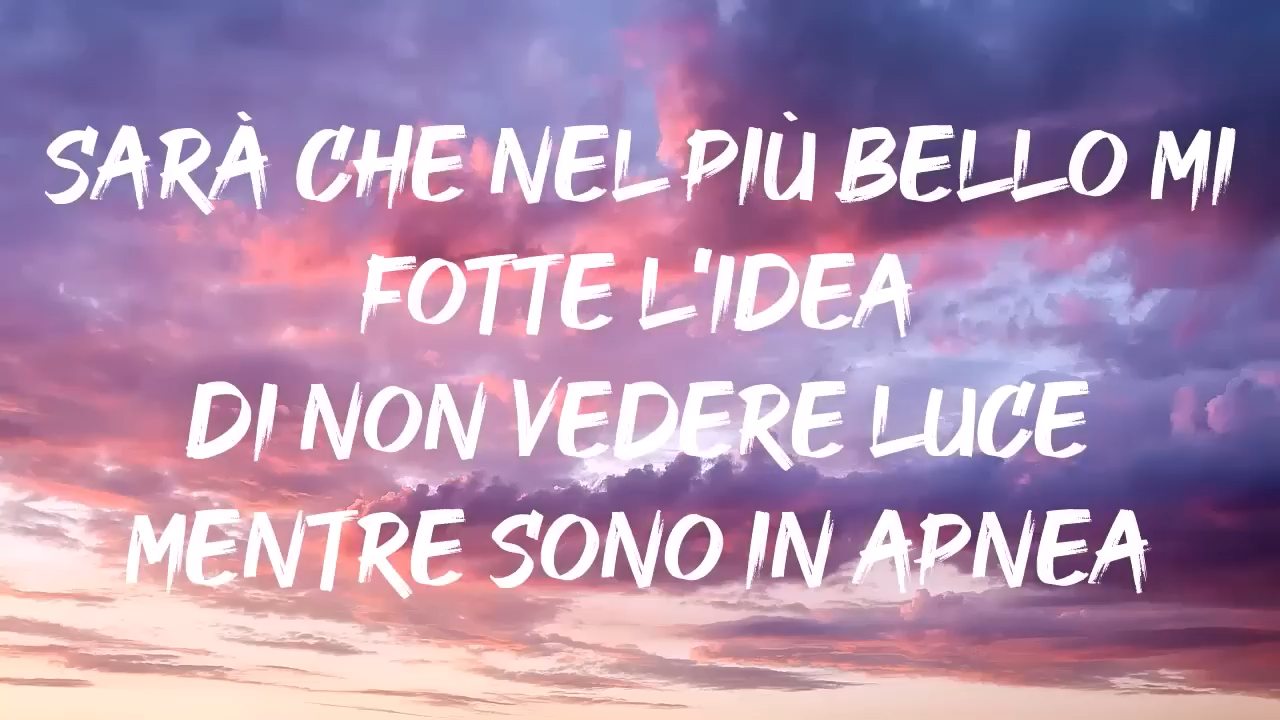 SARÀ CHE NEL PIÙ BELLO MI
FOTTE L'IDEA
DI NON VEDERE LUCE
MENTRE SONO IN APNEA